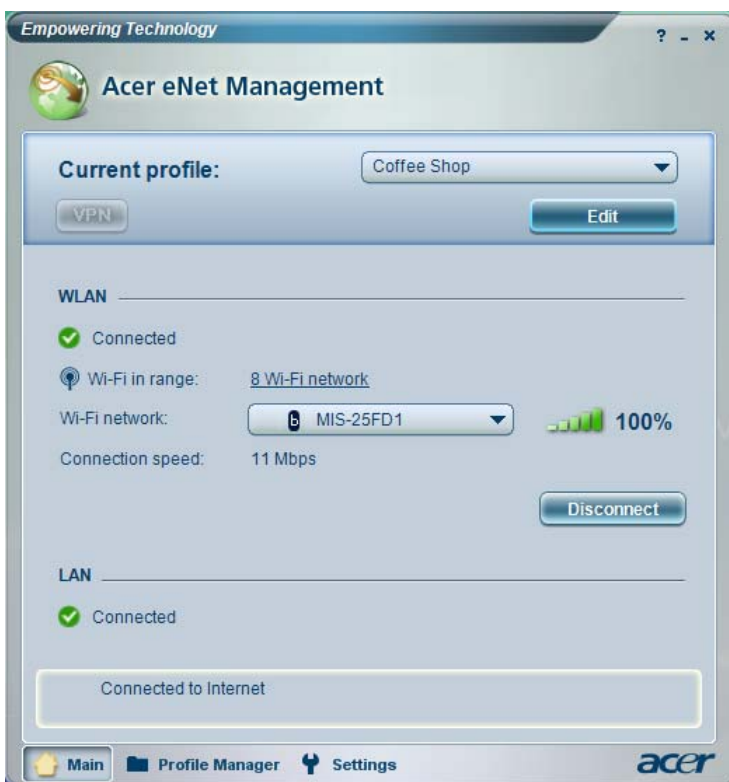 Empowering Technology
? - x
Acer eNet Management
Current profile:
Coffee Shop
VPN
Edit
WLAN
Connected
Wi-Fi in range:
8 Wi-Fi network
Wi-Fi network:
b MIS-25FD1
100%
Connection speed:
11 Mbps
Disconnect
LAN
Connected
Connected to Internet
Main
Profile Manager
Settings
acer